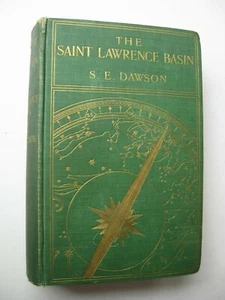 THE
SAINT LAWRENCE BASIN
S. E. DAWSON